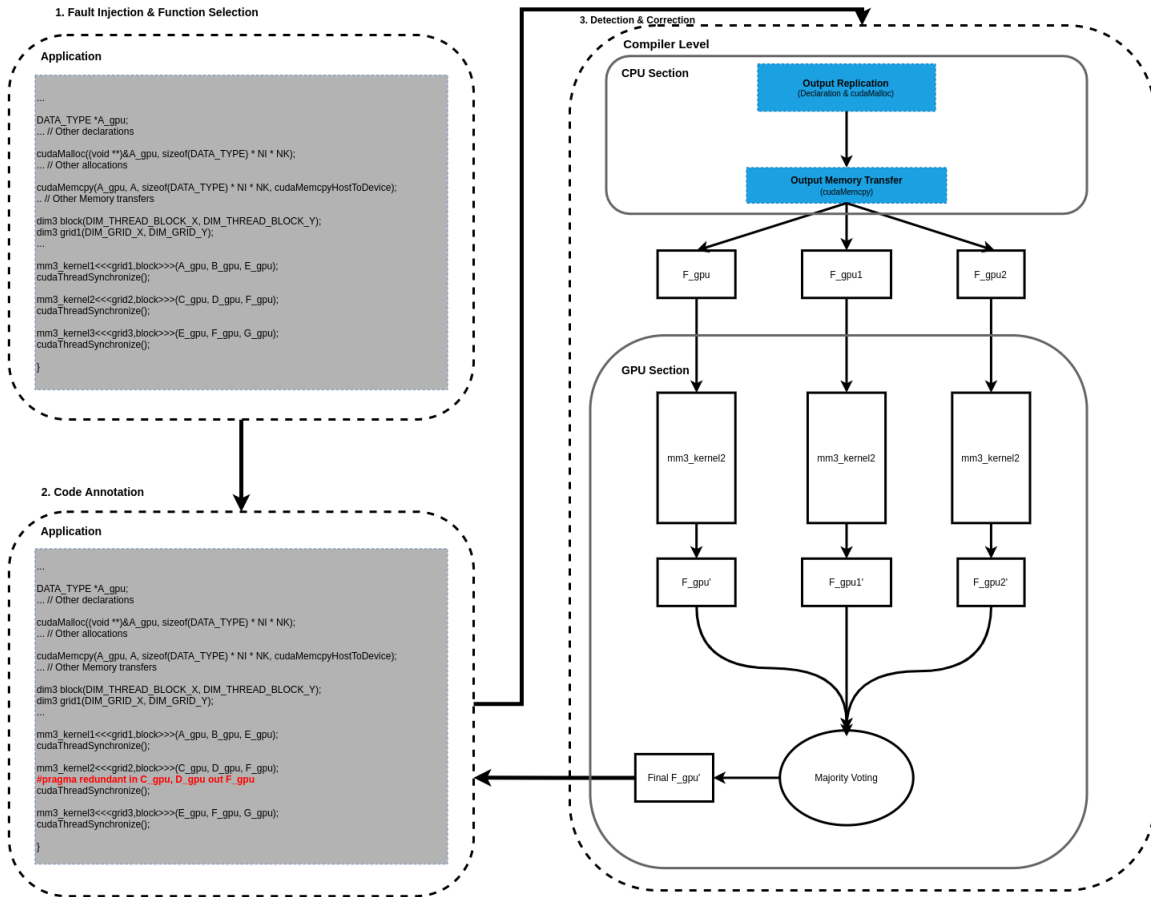 1. Fault Injection & Function Selection
Application
...
DATA_TYPE *A_gpu;
... // Other declarations
cudaMalloc((void **)&A_gpu, sizeof(DATA_TYPE) * NI * NK);
... // Other allocations
cudaMemcpy(A_gpu, A, sizeof(DATA_TYPE) * NI * NK, cudaMemcpyHostToDevice);
.. // Other Memory transfers
dim3 block(DIM_THREAD_BLOCK_X, DIM_THREAD_BLOCK_Y);
dim3 grid1(DIM_GRID_X, DIM_GRID_Y);
...
mm3_kernel1<<<grid1,block>>>(A_gpu, B_gpu, E_gpu);
cudaThreadSynchronize();
mm3_kernel2<<<grid2,block>>>(C_gpu, D_gpu, F_gpu);
cudaThreadSynchronize();
mm3_kernel3<<<grid3,block>>>(E_gpu, F_gpu, G_gpu);
cudaThreadSynchronize();
}
2. Code Annotation
Application
...
DATA_TYPE *A_gpu;
... // Other declarations
cudaMalloc((void **)&A_gpu, sizeof(DATA_TYPE) * NI * NK);
... // Other allocations
cudaMemcpy(A_gpu, A, sizeof(DATA_TYPE) * NI * NK, cudaMemcpyHostToDevice);
... // Other Memory transfers
dim3 block(DIM_THREAD_BLOCK_X, DIM_THREAD_BLOCK_Y);
dim3 grid1(DIM_GRID_X, DIM_GRID_Y);
...
mm3_kernel1<<<grid1,block>>>(A_gpu, B_gpu, E_gpu);
cudaThreadSynchronize();
mm3_kernel2<<<grid2,block>>>(C_gpu, D_gpu, F_gpu);
#pragma redundant in C_gpu, D_gpu out F_gpu
cudaThreadSynchronize();
mm3_kernel3<<<grid3,block>>>(E_gpu, F_gpu, G_gpu);
cudaThreadSynchronize();
}
3. Detection & Correction
Compiler Level
CPU Section
Output Replication
(Declaration & cudaMalloc)
Output Memory Transfer
(cudaMemcpy)
F_gpu
F_gpu1
F_gpu2
GPU Section
mm3_kernel2
mm3_kernel2
mm3_kernel2
F_gpu'
F_gpu1'
F_gpu2'
Final F_gpu'
Majority Voting